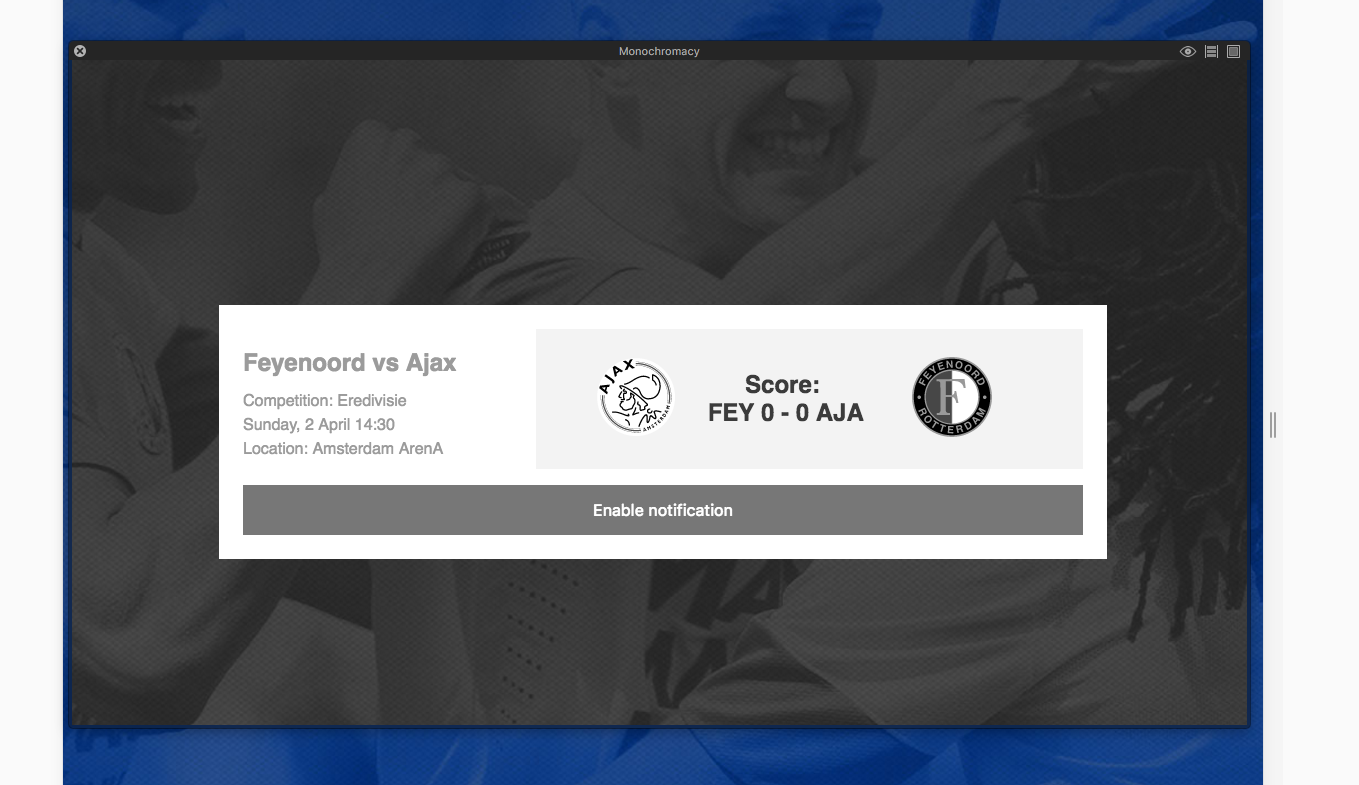 Monochromacy
Feyenoord vs Ajax
Competition: Eredivisie
Sunday, 2 April 14:30
Location: Amsterdam ArenA
AJAX
AMSTERDAM
Score:
FEY 0 - 0 AJA
FEYENOORD
F
ROTTERDAM
Enable notification